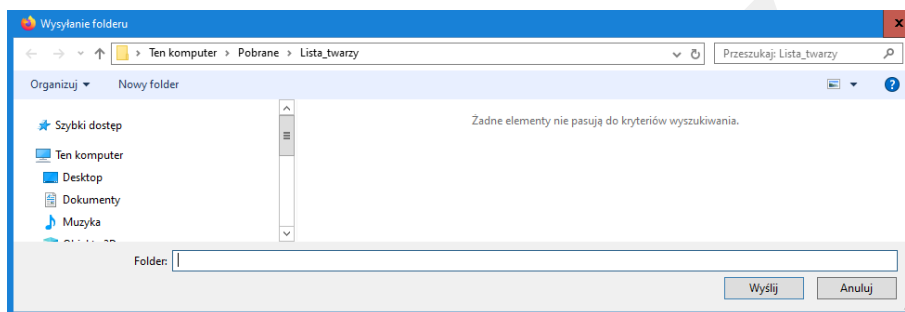 Wysyłanie folderu
Ten komputer > Pobrane > Lista_twarzy
Przeszukaj: Lista_twarzy
Organizuj
Nowy folder
Żadne elementy nie pasują do kryteriów wyszukiwania.
Szybki dostęp
Ten komputer
Desktop
Dokumenty
Muzyka
Folder:
Wyślij
Anuluj